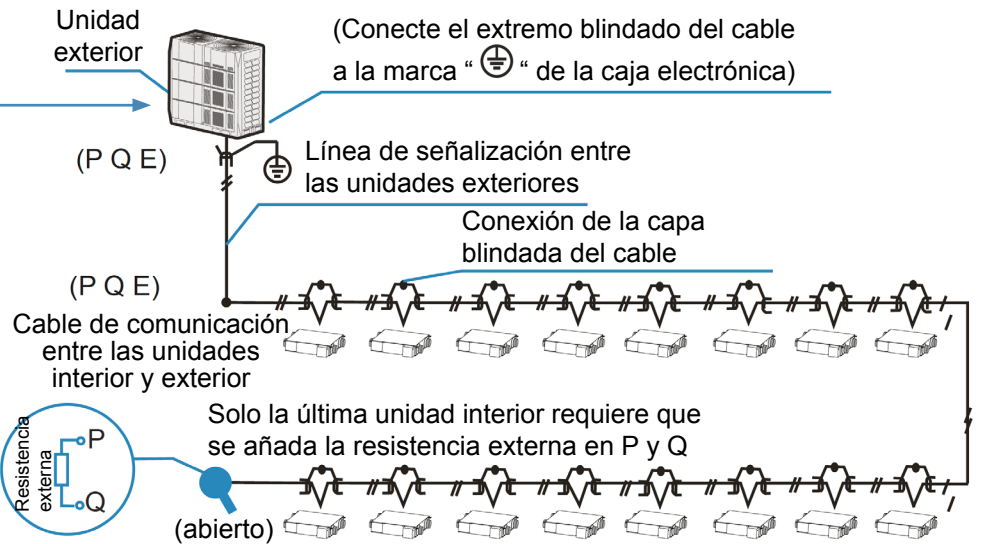 Unidad
exterior
(Conecte el extremo blindado del cable
a la marca “ “ de la caja electrónica)
(P Q E)
Línea de señalización entre
las unidades exteriores
Conexión de la capa
blindada del cable
(P Q E)
Cable de comunicación
entre las unidades
interior y exterior
Solo la última unidad interior requiere que
se añada la resistencia externa en P y Q
Resistencia
externa
P
Q
(abierto)